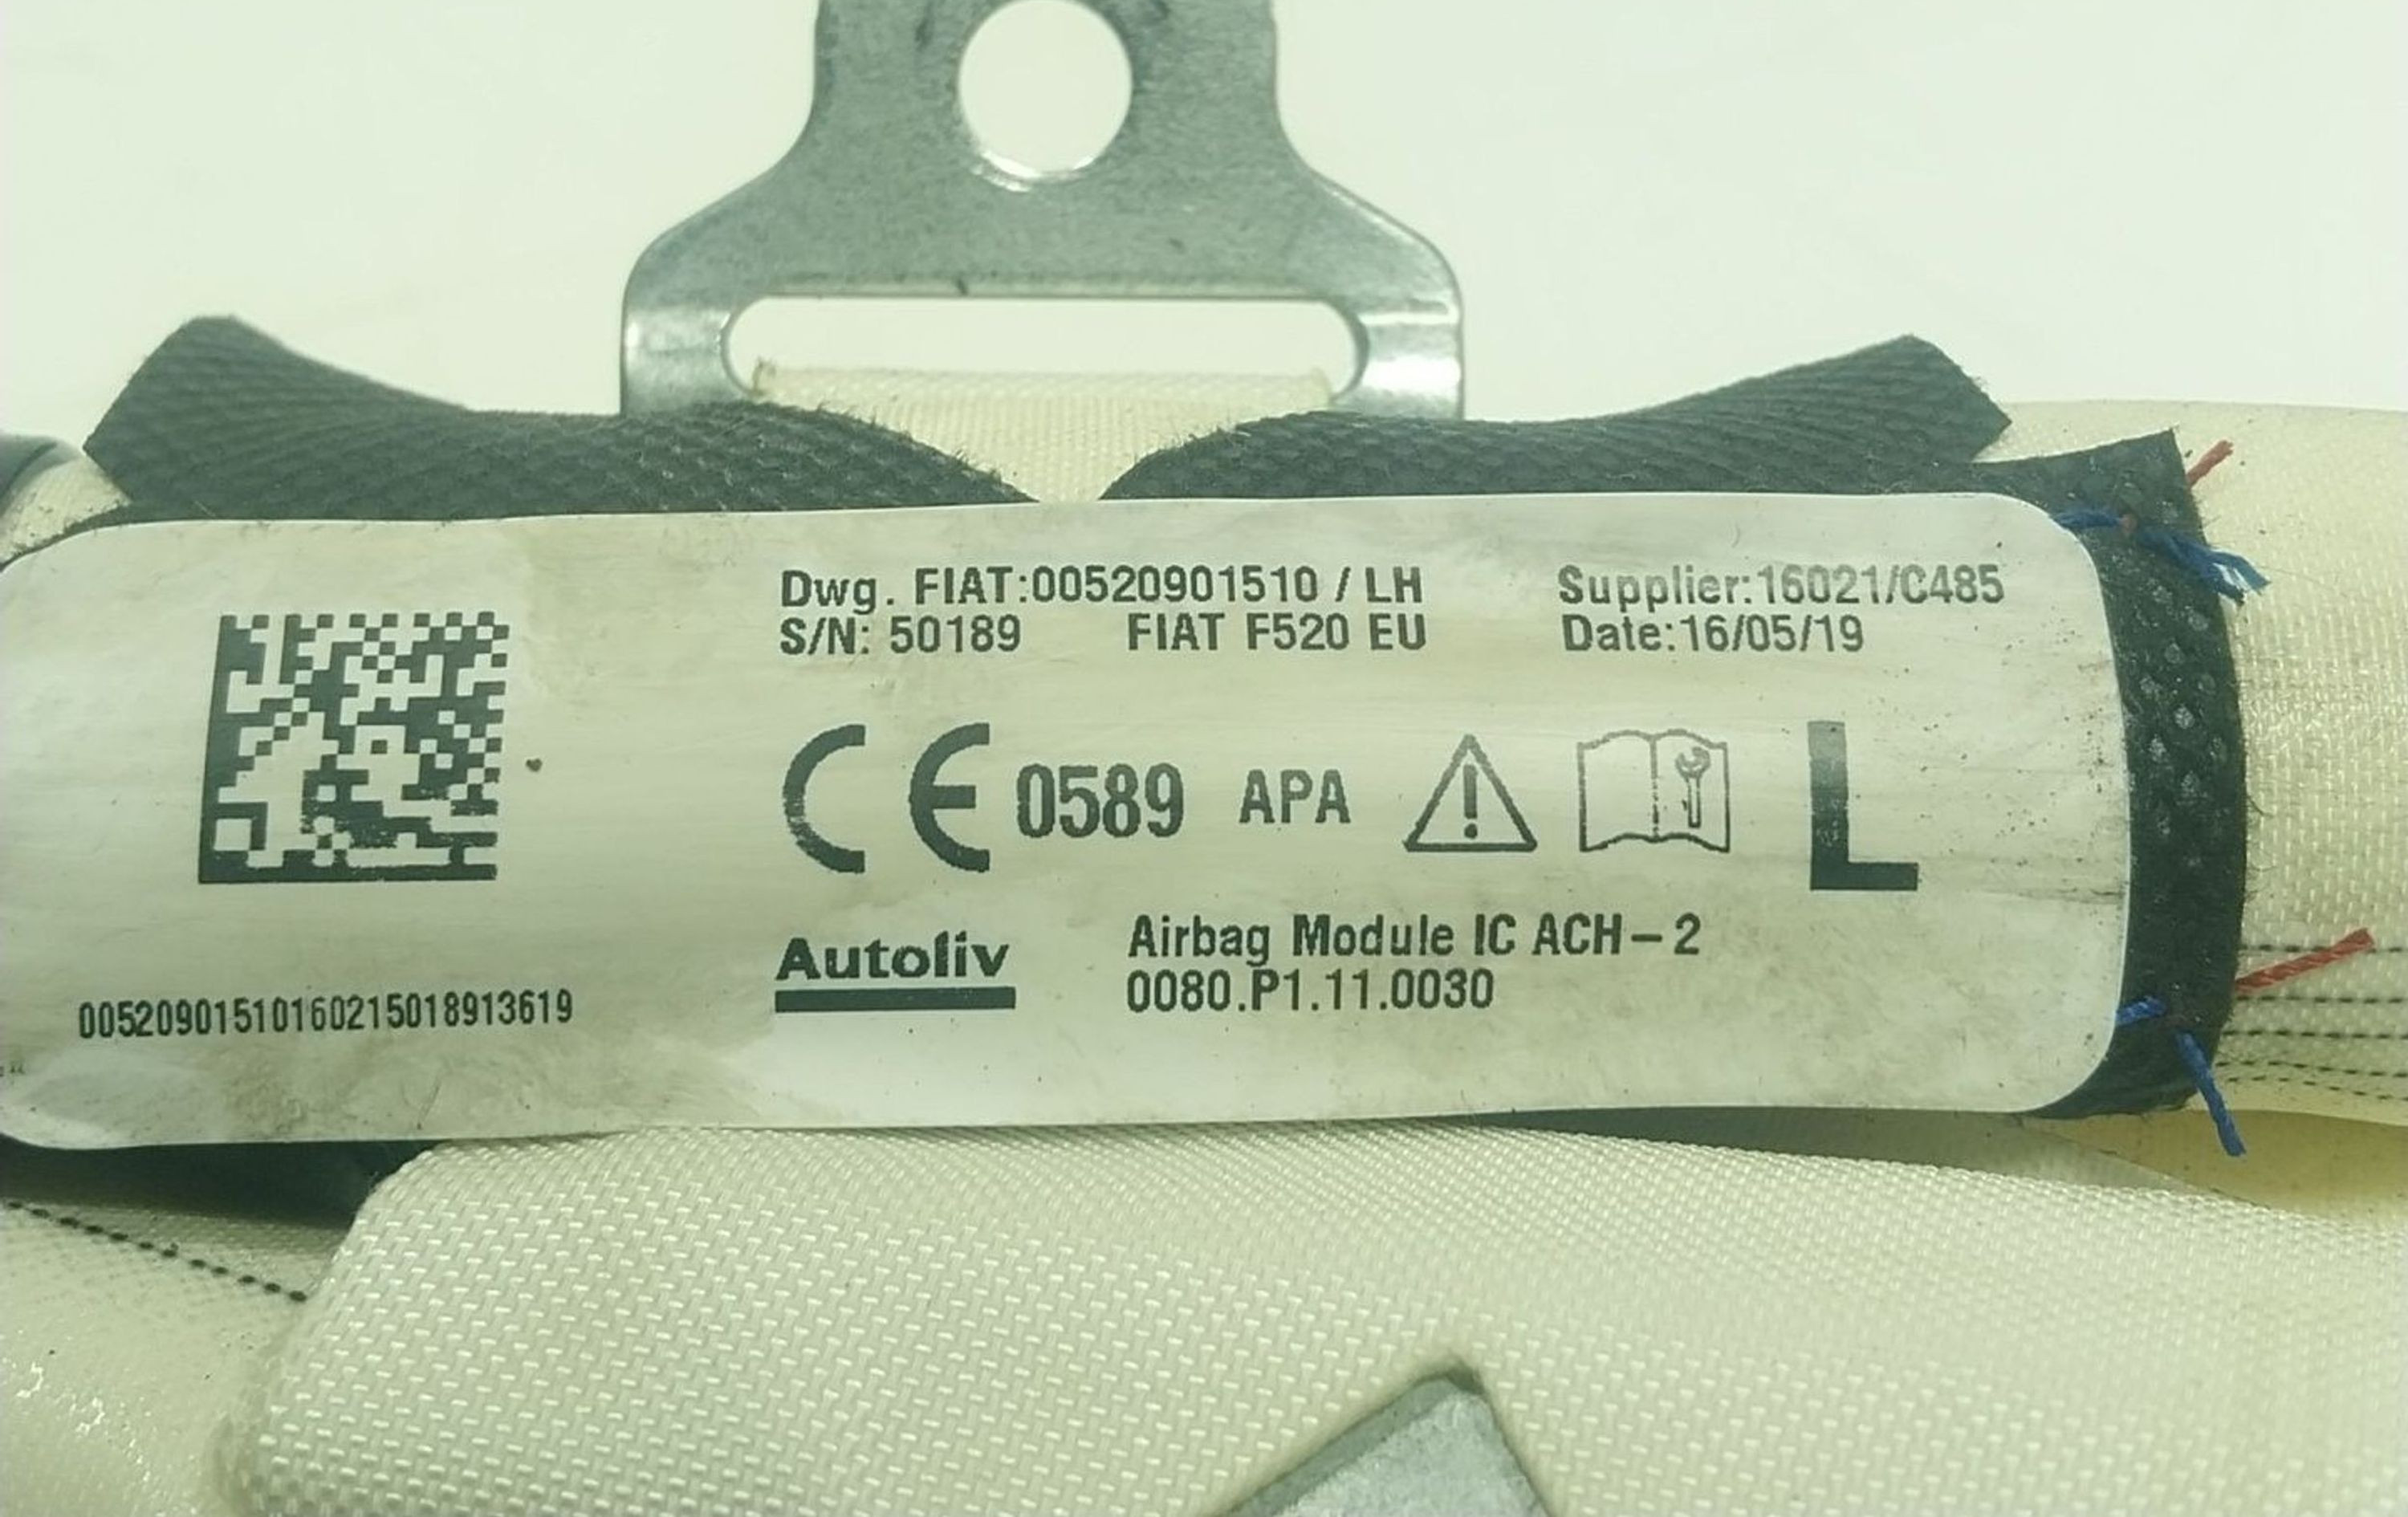 Dwg. FIAT:00520901510 / LH
Supplier:16021/C485
S/N: 50189 FIAT F520 EU
Date:16/05/19
CE 0589 APA L
Autoliv
Airbag Module IC ACH-2
0080.P1.11.0030
00520901510160215018913619